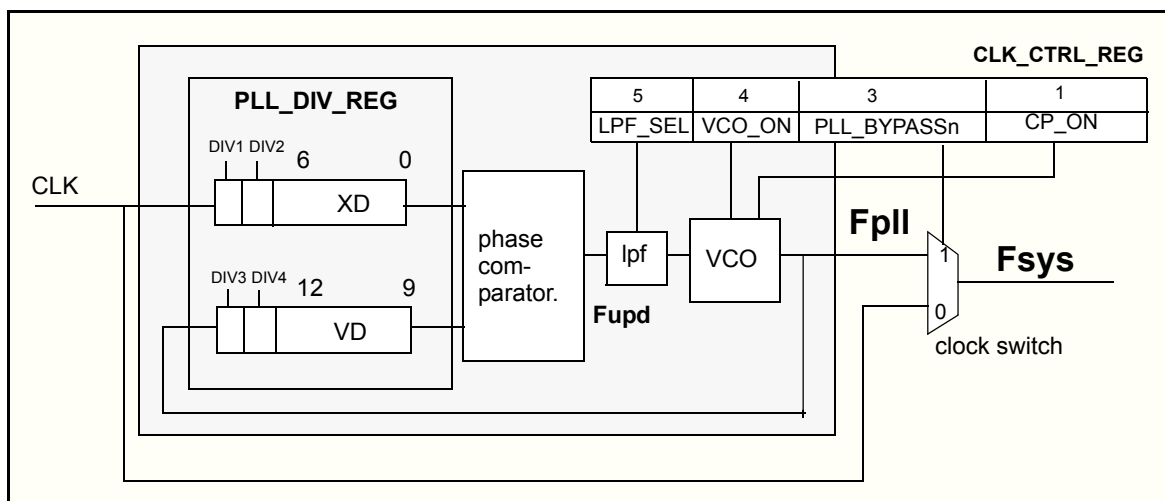 CLK_CTRL_REG
5 4 3 1
LPF_SEL VCO_ON PLL_BYPASSn CP_ON
PLL_DIV_REG
DIV1 DIV2 6 0
XD
CLK
DIV3 DIV4 12 9
VD
phase
com-
parator.
Fupd
lpf
VCO
Fpll
1
0
Fsys
clock switch